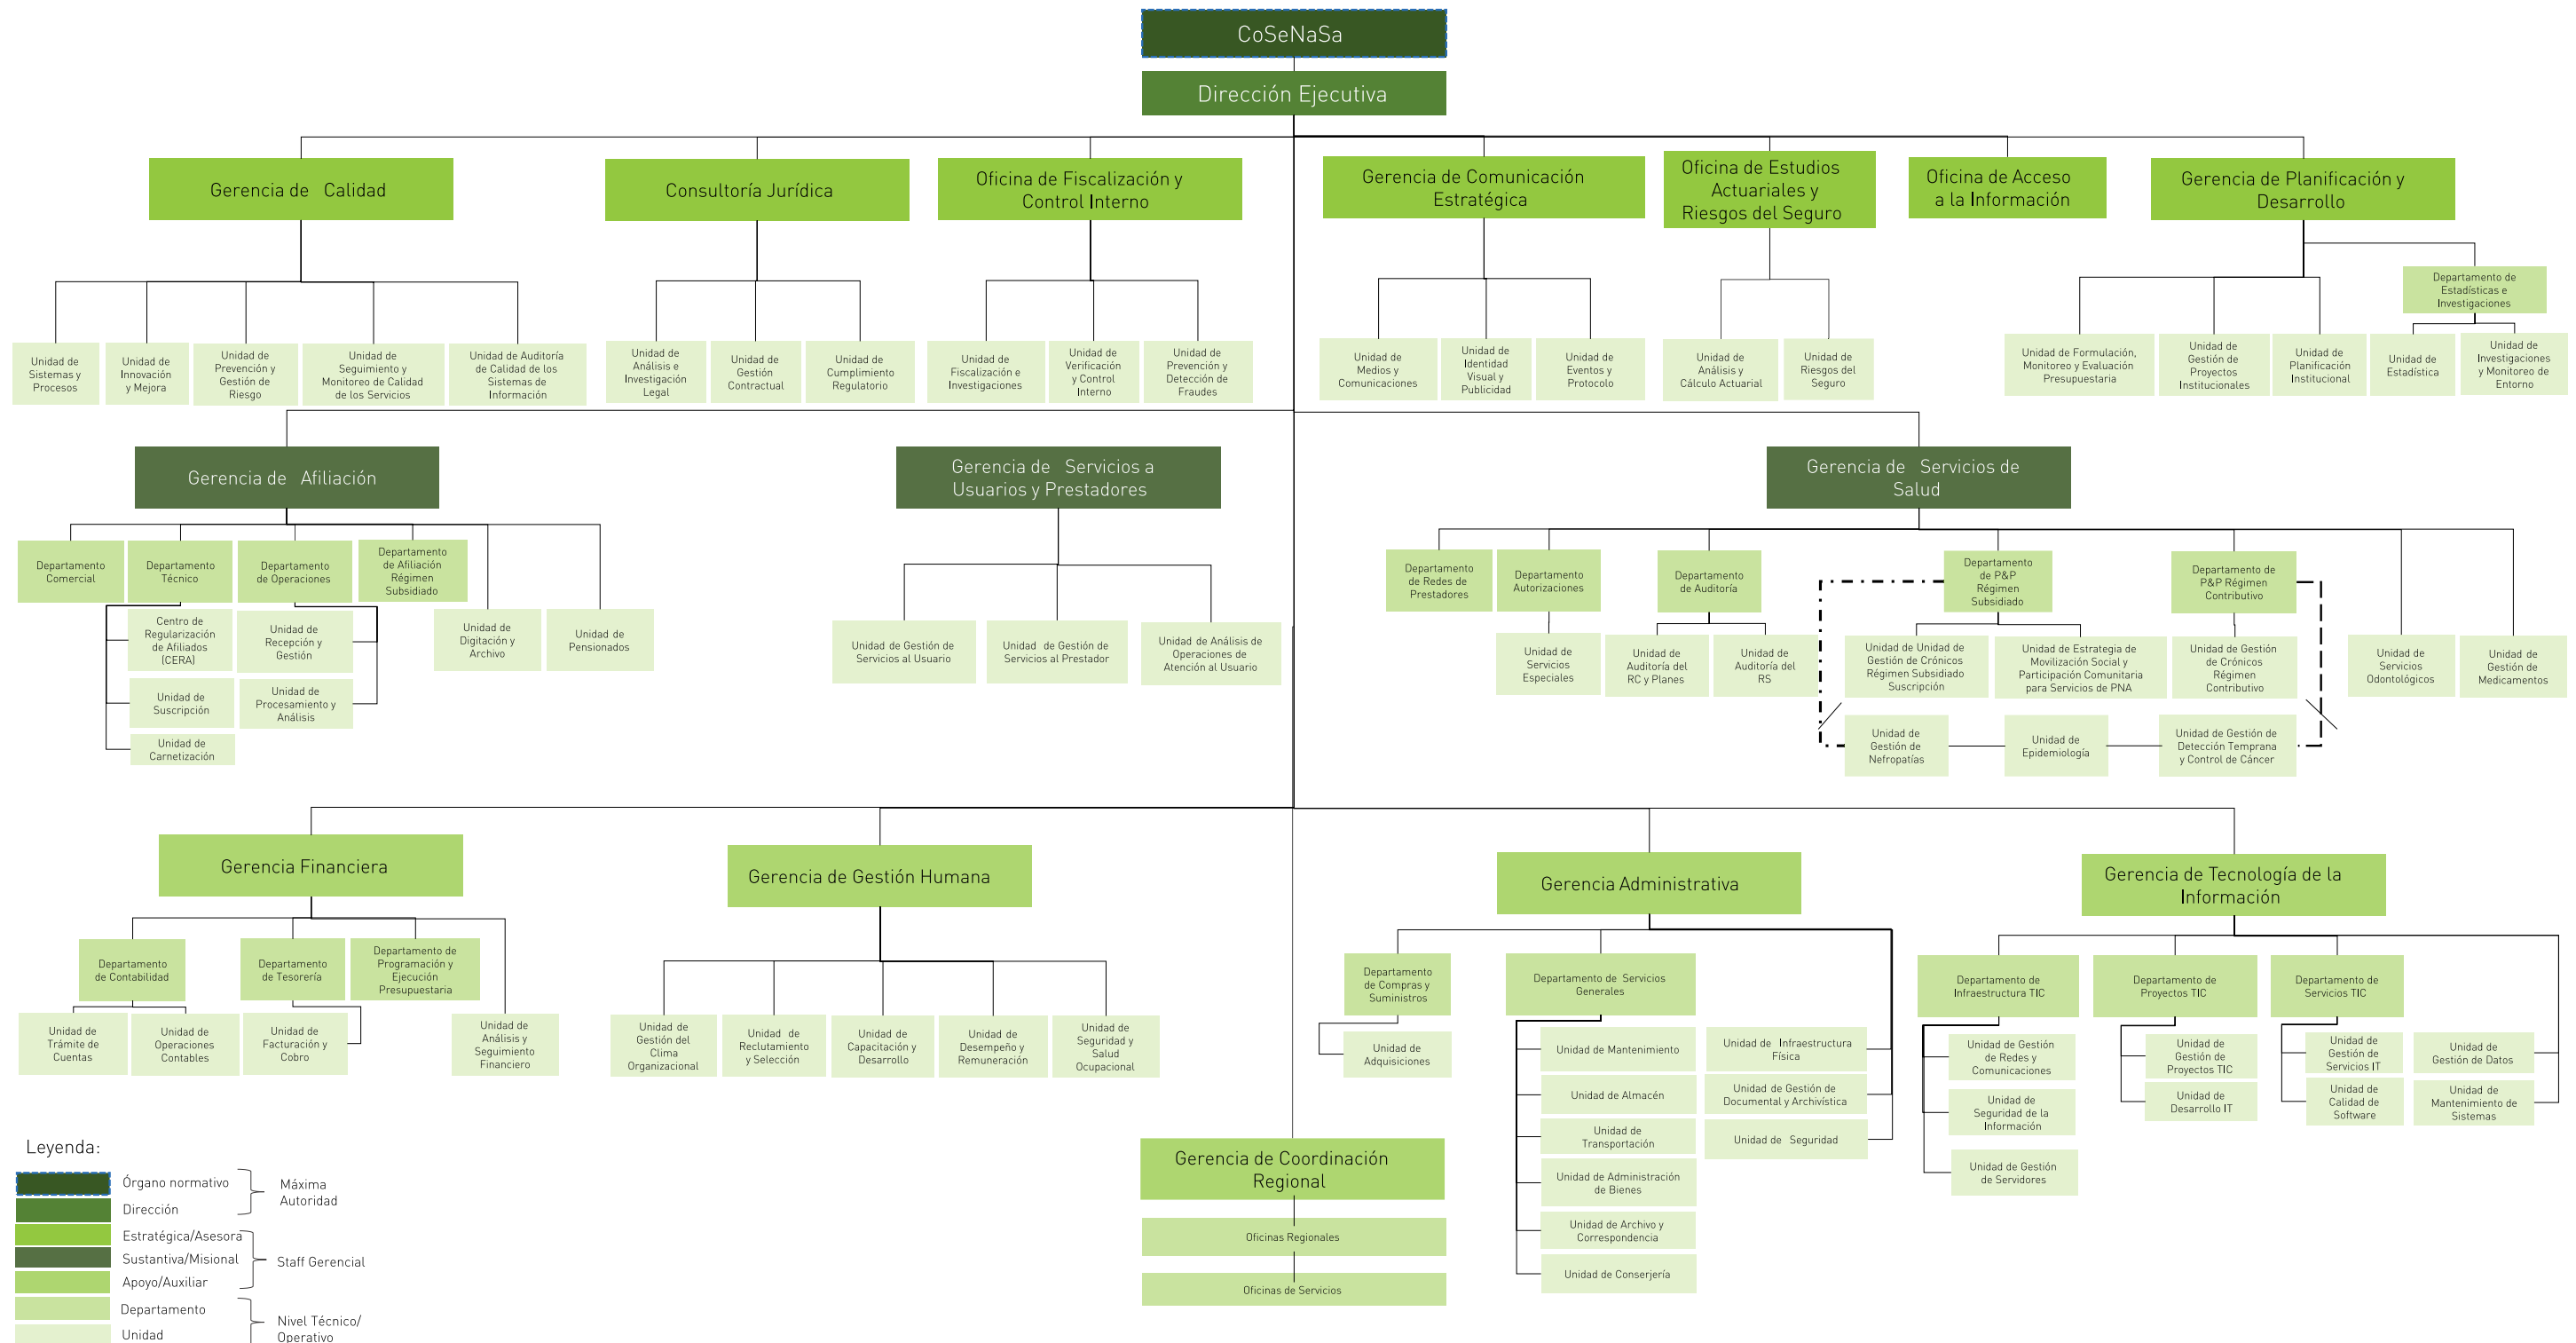 CoSeNaSa
Dirección Ejecutiva
Gerencia de Calidad
Consultoría Jurídica
Oficina de Fiscalización y
Control Interno
Gerencia de Comunicación
Estratégica
Oficina de Estudios
Actuariales y
Riesgos del Seguro
Oficina de Acceso
a la Información
Gerencia de Planificación y
Desarrollo
Departamento de
Estadísticas e
Investigaciones
Unidad de
Sistemas y
Procesos
Unidad de
Innovación
y Mejora
Unidad de
Prevención y
Gestión de
Riesgo
Unidad de
Seguimiento y
Monitoreo de Calidad
de los Servicios
Unidad de Auditoría
de Calidad de los
Sistemas de
Información
Unidad de
Análisis e
Investigación
Legal
Unidad de
Gestión
Contractual
Unidad de
Cumplimiento
Regulatorio
Unidad de
Fiscalización e
Investigaciones
Unidad de
Verificación
y Control
Interno
Unidad de
Prevención y
Detección de
Fraudes
Unidad de
Medios y
Comunicaciones
Unidad de
Identidad
Visual y
Publicidad
Unidad de
Eventos y
Protocolo
Unidad de
Análisis y
Cálculo Actuarial
Unidad de
Riesgos del
Seguro
Unidad de Formulación,
Monitoreo y Evaluación
Presupuestaria
Unidad de
Gestión de
Proyectos
Institucionales
Unidad de
Planificación
Institucional
Unidad de
Estadística
Unidad de
Investigaciones
y Monitoreo de
Entorno
Gerencia de Afiliación
Gerencia de Servicios a
Usuarios y Prestadores
Gerencia de Servicios de
Salud
Departamento
Comercial
Departamento
Técnico
Departamento
de Operaciones
Departamento
de Afiliación
Régimen
Subsidiado
Centro de
Regularización
de Afiliados
(CERA)
Unidad de
Recepción y
Gestión
Unidad de
Digitación y
Archivo
Unidad de
Pensionados
Unidad de
Suscripción
Unidad de
Procesamiento y
Análisis
Unidad de
Carnetización
Unidad de Gestión de
Servicios al Usuario
Unidad de Gestión de
Servicios al Prestador
Unidad de Análisis de
Operaciones de
Atención al Usuario
Departamento
de Redes de
Prestadores
Departamento
Autorizaciones
Departamento
de Auditoría
Departamento
de P&P
Régimen
Subsidiado
Departamento de
P&P Régimen
Contributivo
Unidad de
Servicios
Especiales
Unidad de
Auditoría del
RC y Planes
Unidad de
Auditoría del
RS
Unidad de Unidad de
Gestión de Crónicos
Régimen Subsidiado
Suscripción
Unidad de Estrategia de
Movilización Social y
Participación Comunitaria
para Servicios de PNA
Unidad de Gestión
de Crónicos
Régimen
Contributivo
Unidad de
Servicios
Odontológicos
Unidad de
Gestión de
Medicamentos
Unidad de
Gestión de
Nefropatías
Unidad de
Epidemiología
Unidad de Gestión de
Detección Temprana
y Control de Cáncer
Gerencia Financiera
Gerencia de Gestión Humana
Gerencia Administrativa
Gerencia de Tecnología de la
Información
Departamento
de Contabilidad
Departamento
de Tesorería
Departamento de
Programación y
Ejecución
Presupuestaria
Unidad de
Trámite de
Cuentas
Unidad de
Operaciones
Contables
Unidad de
Facturación y
Cobro
Unidad de
Análisis y
Seguimiento
Financiero
Unidad de
Gestión del
Clima
Organizacional
Unidad de
Reclutamiento
y Selección
Unidad de
Capacitación y
Desarrollo
Unidad de
Desempeño y
Remuneración
Unidad de
Seguridad y
Salud
Ocupacional
Departamento
de Compras y
Suministros
Departamento de Servicios
Generales
Unidad de
Adquisiciones
Unidad de Mantenimiento
Unidad de Infraestructura
Física
Unidad de Almacén
Unidad de Gestión de
Documental y Archivística
Unidad de
Transportación
Unidad de Seguridad
Unidad de Administración
de Bienes
Unidad de Archivo y
Correspondencia
Unidad de Conserjería
Departamento de
Infraestructura TIC
Departamento de
Proyectos TIC
Departamento de
Servicios TIC
Unidad de Gestión
de Redes y
Comunicaciones
Unidad de
Gestión de
Proyectos TIC
Unidad de
Gestión de
Servicios IT
Unidad de
Gestión de Datos
Unidad de
Seguridad de la
Información
Unidad de
Desarrollo IT
Unidad de
Calidad de
Software
Unidad de
Mantenimiento de
Sistemas
Unidad de Gestión
de Servidores
Gerencia de Coordinación
Regional
Oficinas Regionales
Oficinas de Servicios
Leyenda:
Órgano normativo
Dirección
Máxima
Autoridad
Estratégica/Asesora
Sustantiva/Misional
Apoyo/Auxiliar
Staff Gerencial
Departamento
Unidad
Nivel Técnico/
Operativo